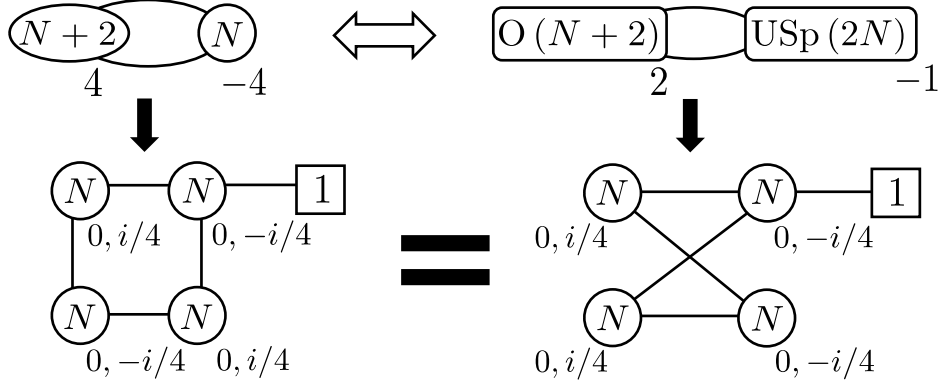 N + 2 N O (N + 2) USp (2N)
4 −4 2 −1
N N 1 N N 1
0, i/4 0, −i/4 0, i/4 0, −i/4
N N N N
0, −i/4 0, i/4 0, i/4 0, −i/4